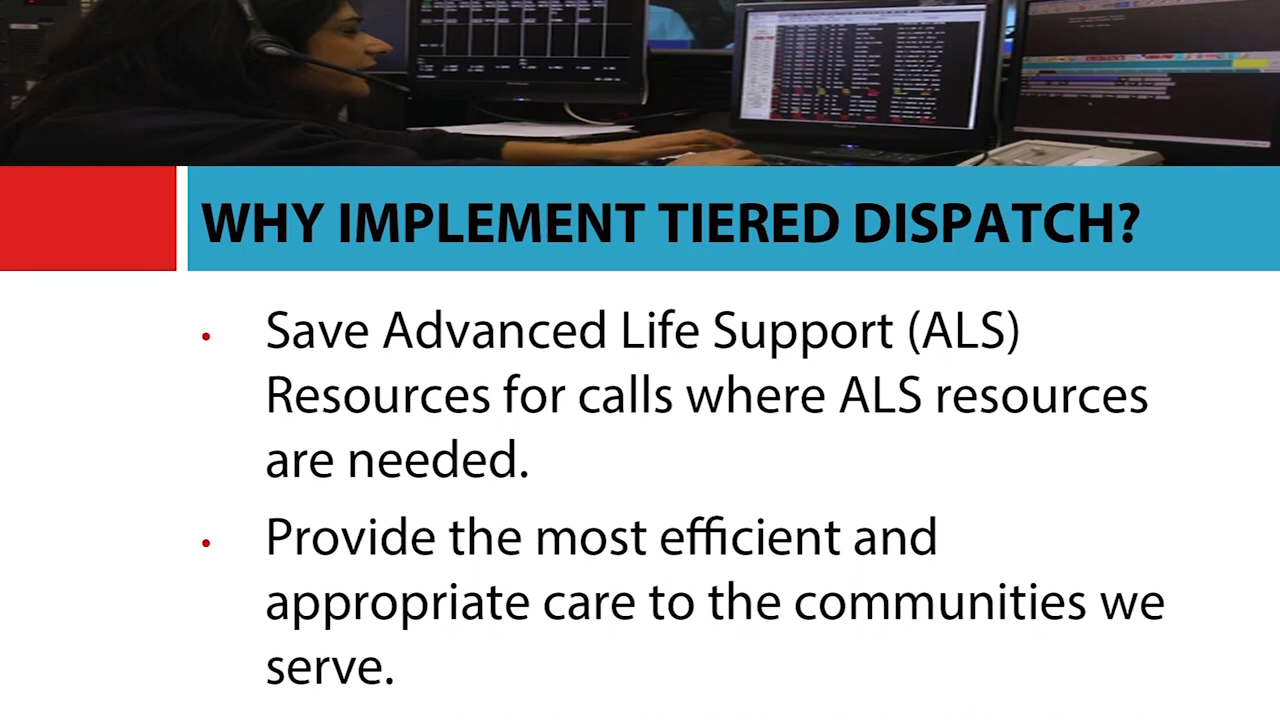 WHY IMPLEMENT TIERED DISPATCH?
• Save Advanced Life Support (ALS)
Resources for calls where ALS resources
are needed.
• Provide the most efficient and
appropriate care to the communities we
serve.